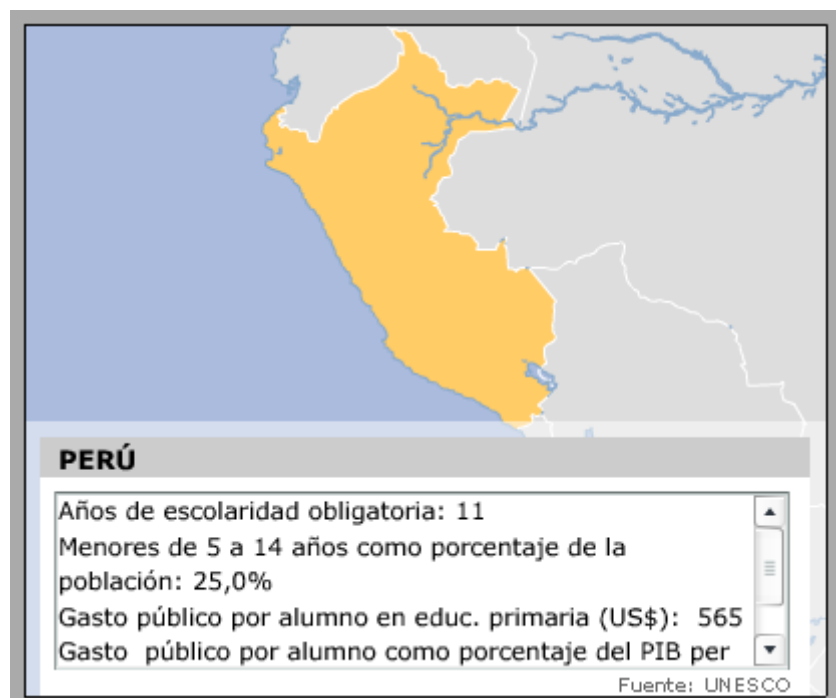 PERÚ
Años de escolaridad obligatoria: 11
Menores de 5 a 14 años como porcentaje de la
población: 25,0%
Gasto público por alumno en educ. primaria (US$): 565
Gasto público por alumno como porcentaje del PIB per
Fuente: UNESCO